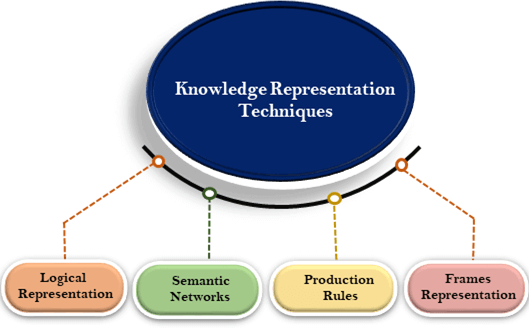 Knowledge Representation
Techniques
Logical
Representation
Semantic
Networks
Production
Rules
Frames
Representation